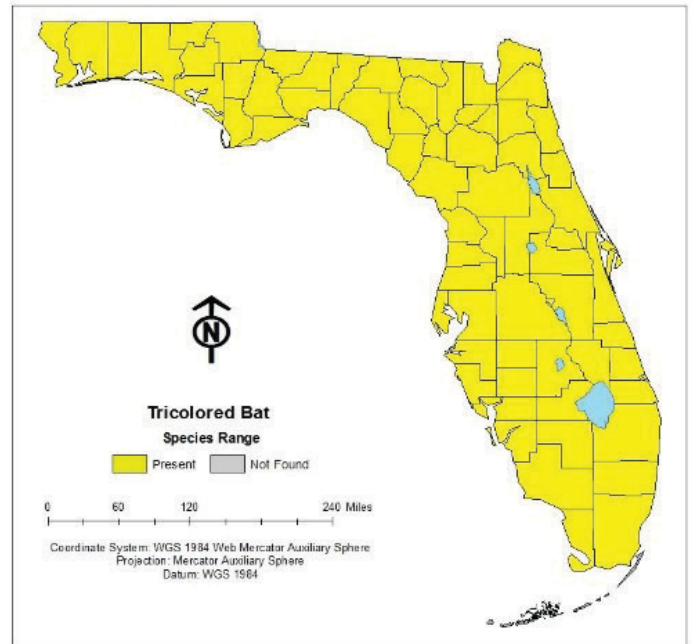 N
Tricolored Bat
Species Range
Present Not Found
0 60 120 240 Miles
Coordinate System: WGS 1984 Web Mercator Auxiliary Sphere
Projection: Mercator Auxiliary Sphere
Datum: WGS 1984